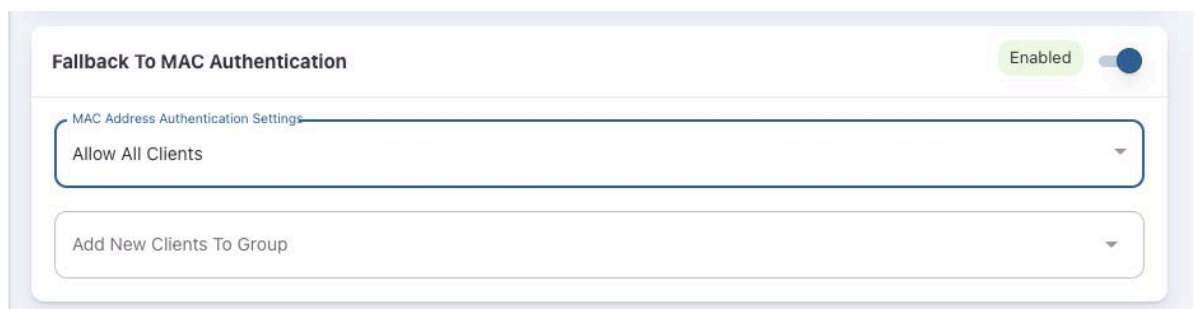 Fallback To MAC Authentication
Enabled
MAC Address Authentication Settings
Allow All Clients
Add New Clients To Group